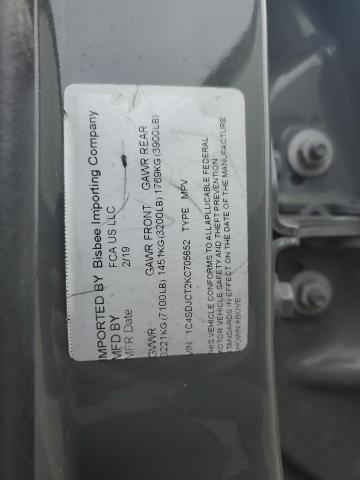 IMPORTED BY Bisbee Importing Company
MFD BY FCA US LLC
MFR Date 2/19
GVWR GAWR FRONT GAWR REAR
3221KG (7100LB) 1451KG (3200LB) 1769KG (3900LB)
VIN 1C4SDJCT2KC705652 TYPE MPV
THIS VEHICLE CONFORMS TO ALLAPLLICABLE FEDERAL
MOTOR VEHICLE SAFETY AND THEFT PREVENTION
STANDARDS IN EFFECT ON THE DATE OF THE MANUFACTURE
SHOWN ABOVE.